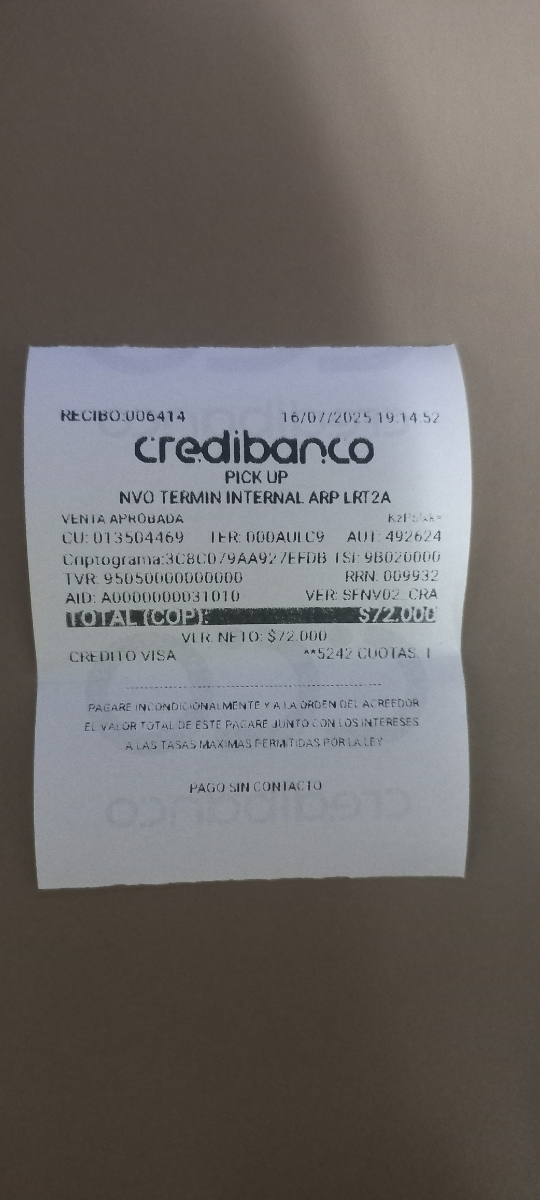 RECIBO:006414 16/07/2025 19:14:52
credibanco
PICK UP
NVO TERMIN INTERNAL ARP LRT2A
VENTA APROBADA
CU: 013504469 TER: 000AULC9 AUT: 492624
Criptograma:3C8C079AA927EFDB TSI: 9B020000
TVR: 95050000000000 RRN: 009932
AID: A0000000031010 VER: SFNV02_CRA
TOTAL (COP): $72.000
VLR. NETO: $72.000
CREDITO VISA **5242 CUOTAS: 1
PAGARE INCONDICIONALMENTE Y A LA ORDEN DEL ACREEDOR
EL VALOR TOTAL DE ESTE PAGARE JUNTO CON LOS INTERESES
A LAS TASAS MAXIMAS PERMITIDAS POR LA LEY
PAGO SIN CONTACTO